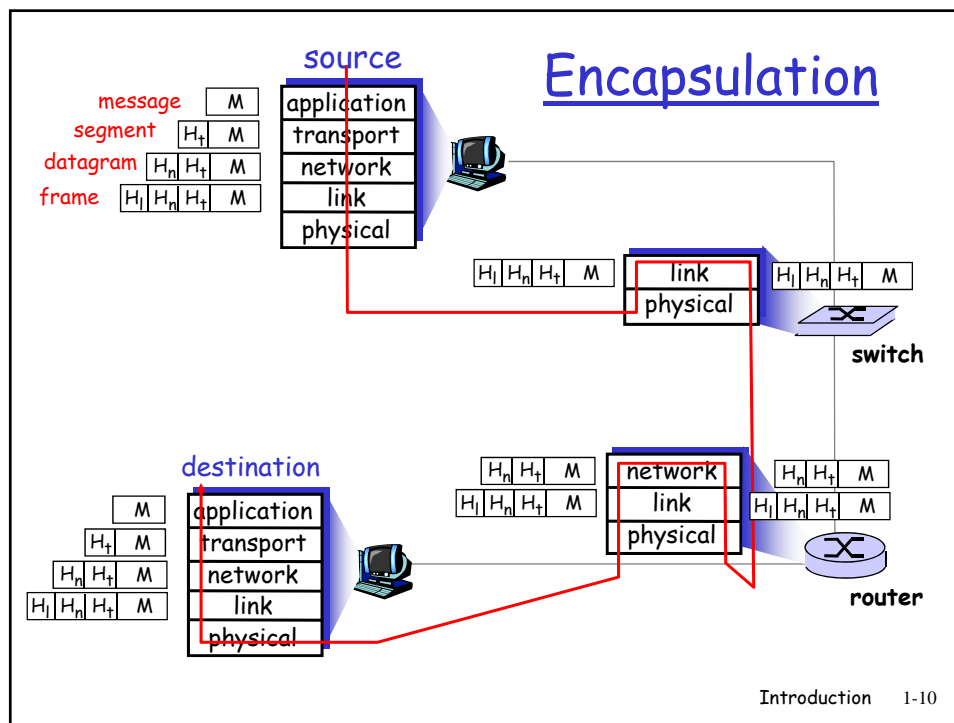 source
Encapsulation
message M application
segment Ht M transport
datagram Hn Ht M network
frame Hl Hn Ht M link
physical
Hl Hn Ht M link Hl Hn Ht M
physical
switch
destination
Hn Ht M network Hn Ht M
Hl Hn Ht M link Hl Hn Ht M
physical
router
M application
Ht M transport
Hn Ht M network
Hl Hn Ht M link
physical
Introduction 1-10